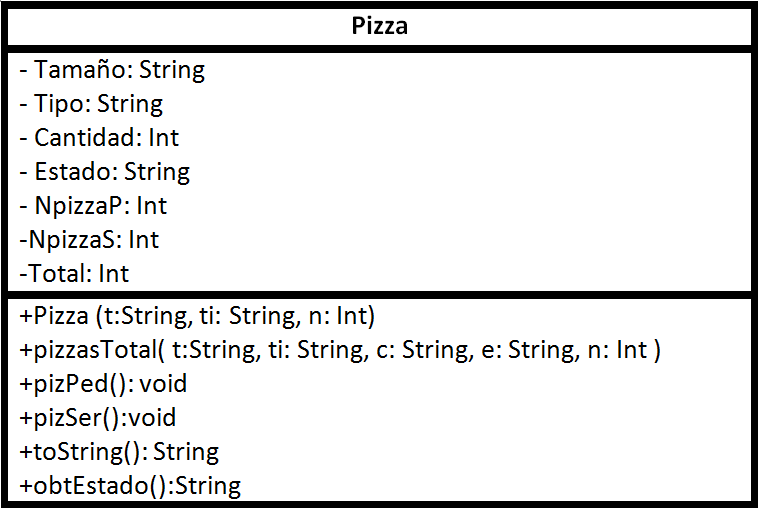 Pizza
- Tamaño: String
- Tipo: String
- Cantidad: Int
- Estado: String
- NpizzaP: Int
-NpizzaS: Int
-Total: Int
+Pizza (t:String, ti: String, n: Int)
+pizzasTotal( t:String, ti: String, c: String, e: String, n: Int )
+pizPed(): void
+pizSer():void
+toString(): String
+obtEstado():String